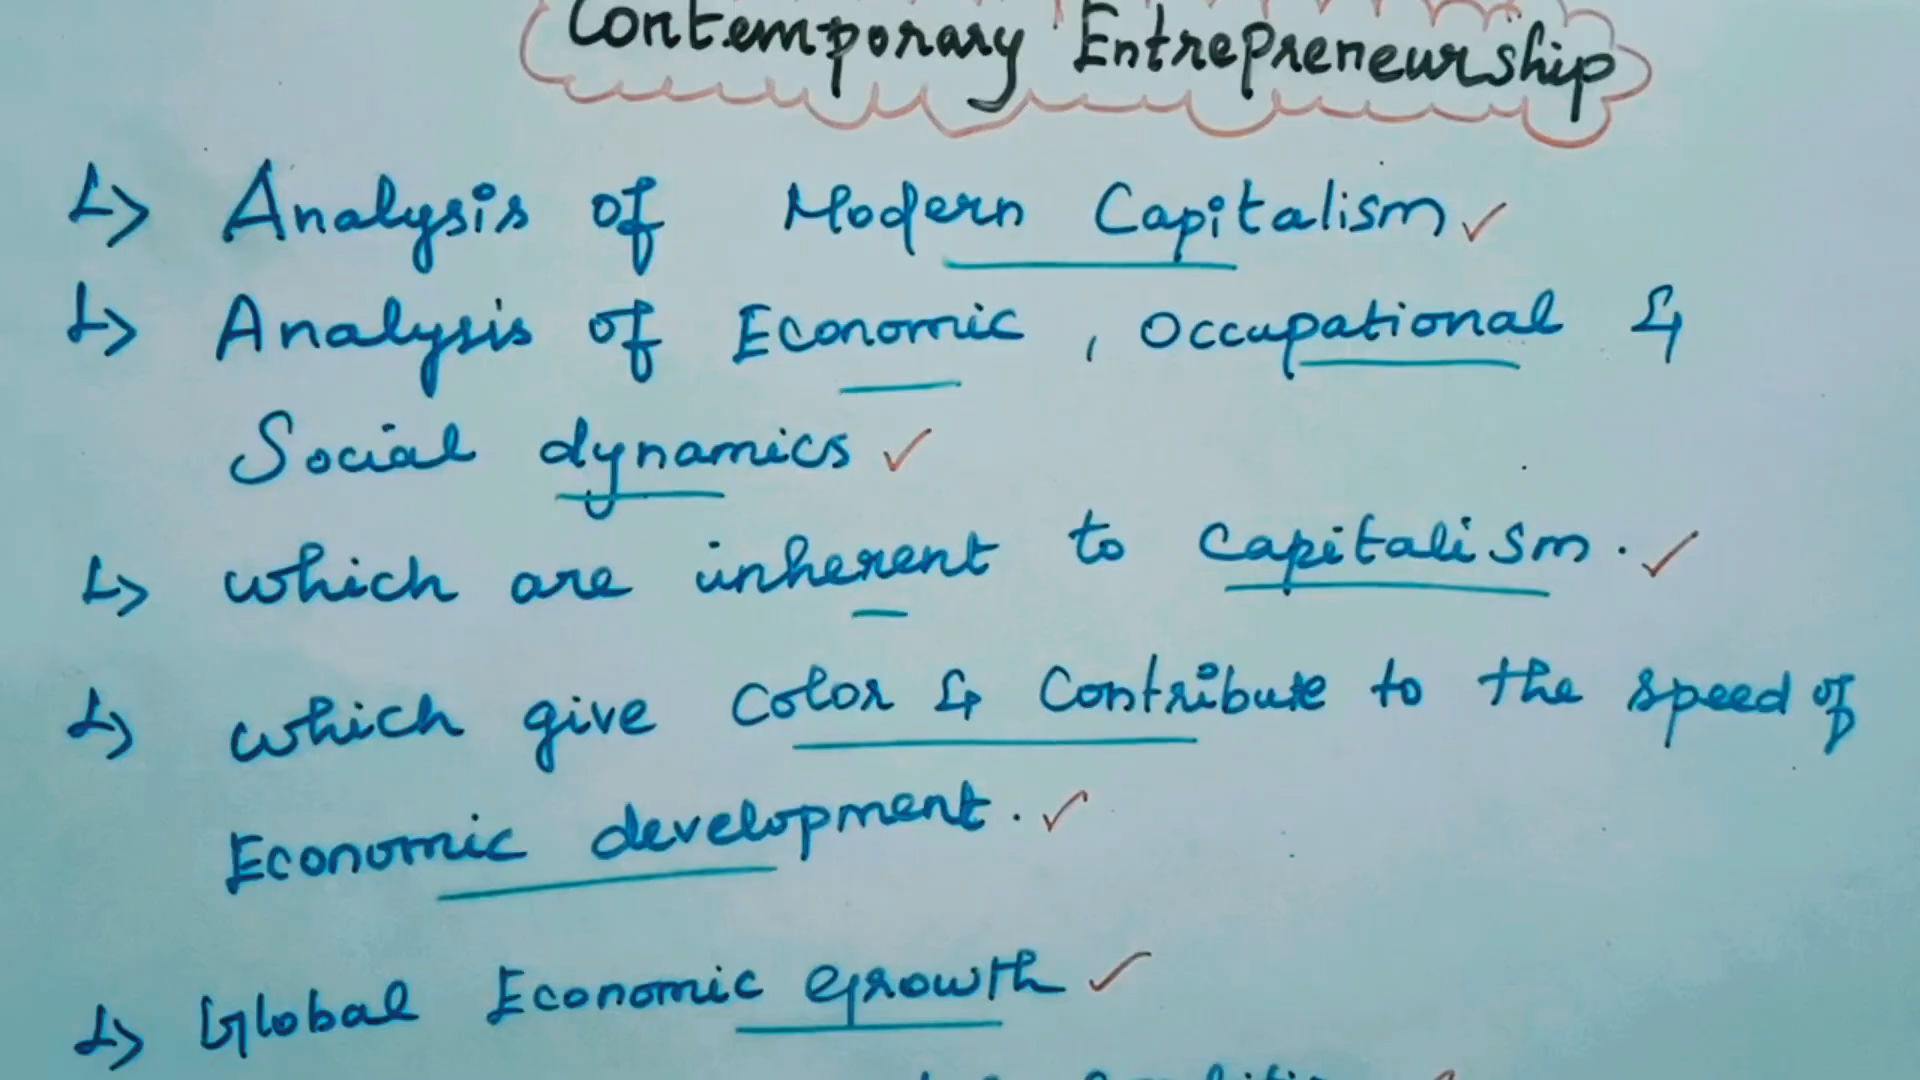 Contemporary Entrepreneurship
Analysis of Modern Capitalism
Analysis of Economic, Occupational &
Social dynamics
which are inherent to Capitalism.
which give Color & Contribute to the speed of
Economic development.
Global Economic growth